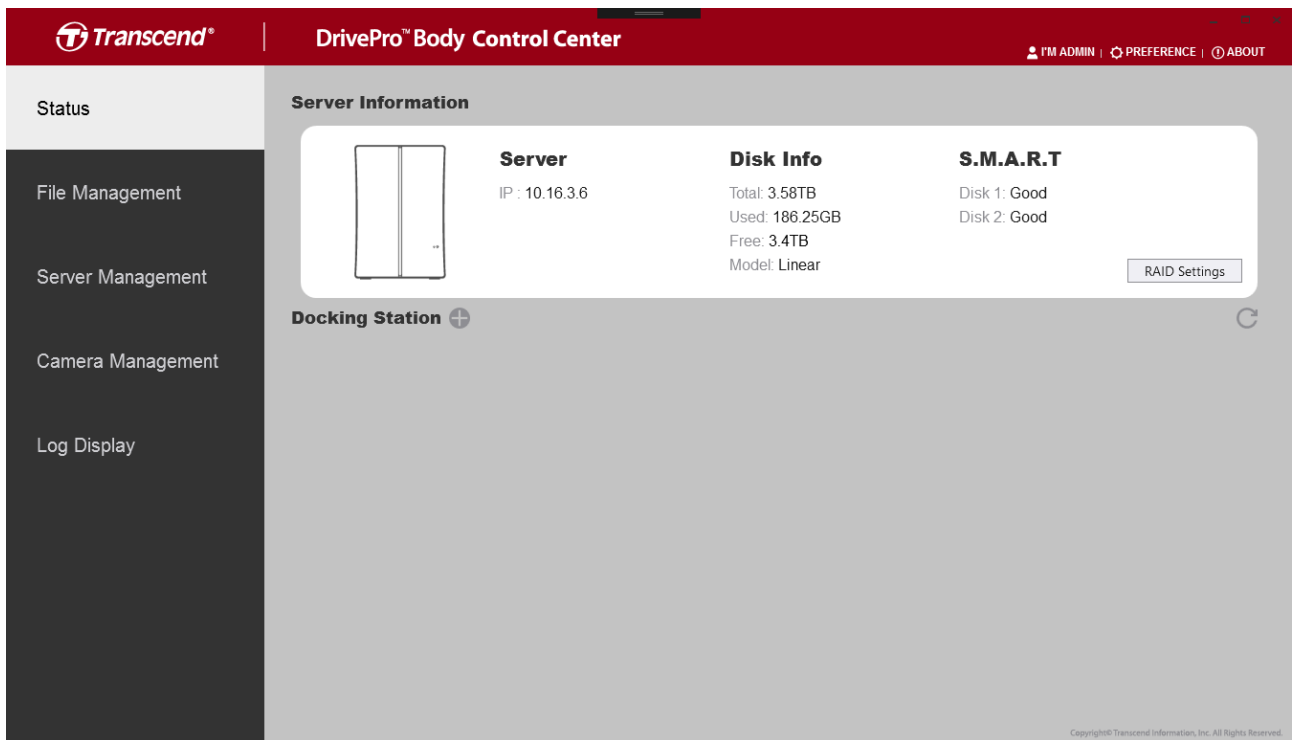 Transcend®
DrivePro™ Body Control Center
I'M ADMIN | PREFERENCE | ABOUT
Status
File Management
Server Management
Camera Management
Log Display
Server Information
Server
IP : 10.16.3.6
Disk Info
Total: 3.58TB
Used: 186.25GB
Free: 3.4TB
Model: Linear
S.M.A.R.T
Disk 1: Good
Disk 2: Good
RAID Settings
Docking Station
Copyright© Transcend Information, Inc. All Rights Reserved.